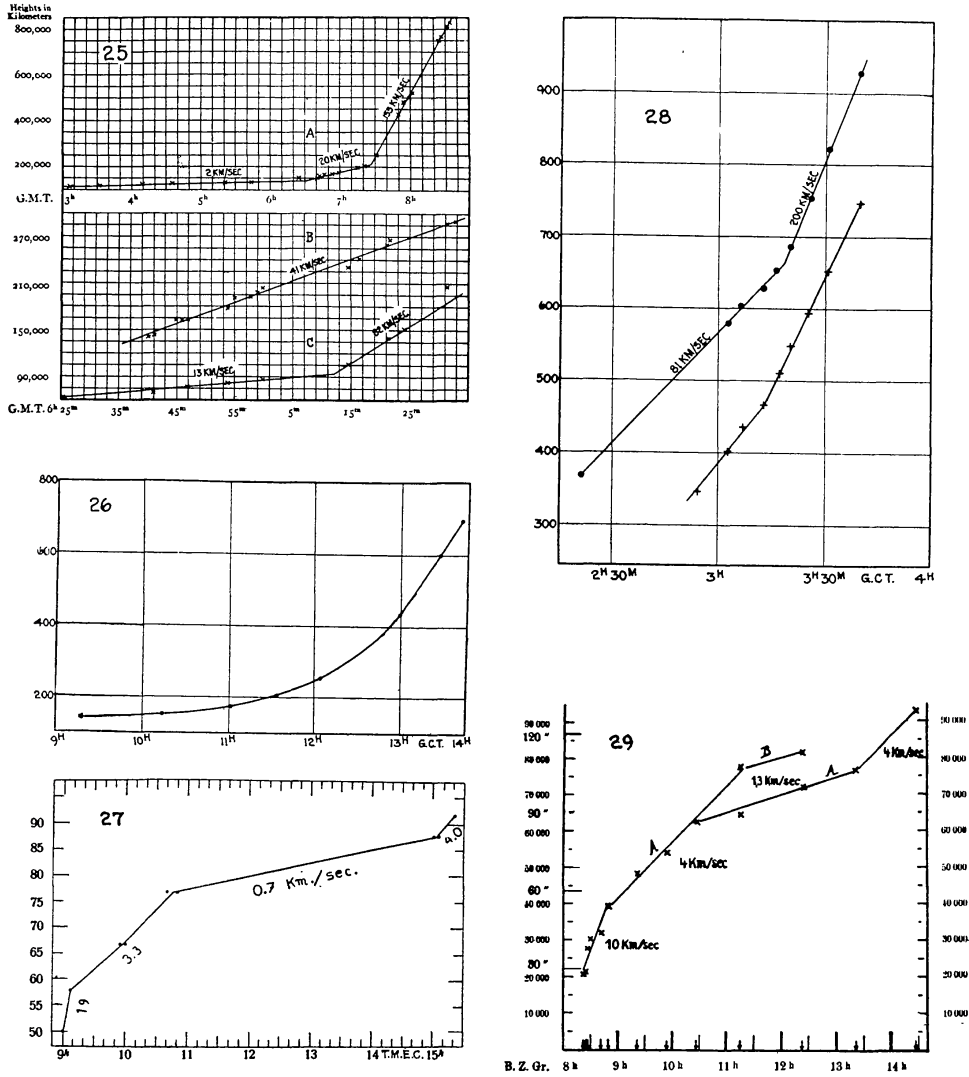 Heights in
Kilometers
800,000
25
600,000
400,000
A
133 KM/SEC
20 KM/SEC
200,000
2 KM/SEC
G.M.T. 3h 4h 5h 6h 7h 8h
270,000
B
41 KM/SEC
210,000
150,000
C
82 KM/SEC
13 KM/SEC
90,000
G.M.T. 6h 25m 35m 45m 55m 5m 15m 25m
28
900
800
200 KM/SEC
700
600
81 KM/SEC
500
400
300
2H 30M 3H 3H 30M G.C.T. 4H
800
26
600
400
200
9H 10H 11H 12H 13H G.C.T. 14H
27
90
85
80
75
70
65
60
55
50
4.0
0.7 Km./sec.
3.3
19
9h 10 11 12 13 14 T.M.E.C. 15h
29
90 000
120"
80 000
70 000
90"
60 000
50 000
60"
40 000
30 000
30"
20 000
10 000
B
A
1,3 Km/sec
4 Km/sec
A
4 Km/sec
10 Km/sec
90 000
80 000
70 000
60 000
50 000
40 000
30 000
20 000
10 000
B. Z. Gr. 8h 9h 10h 11h 12h 13h 14h